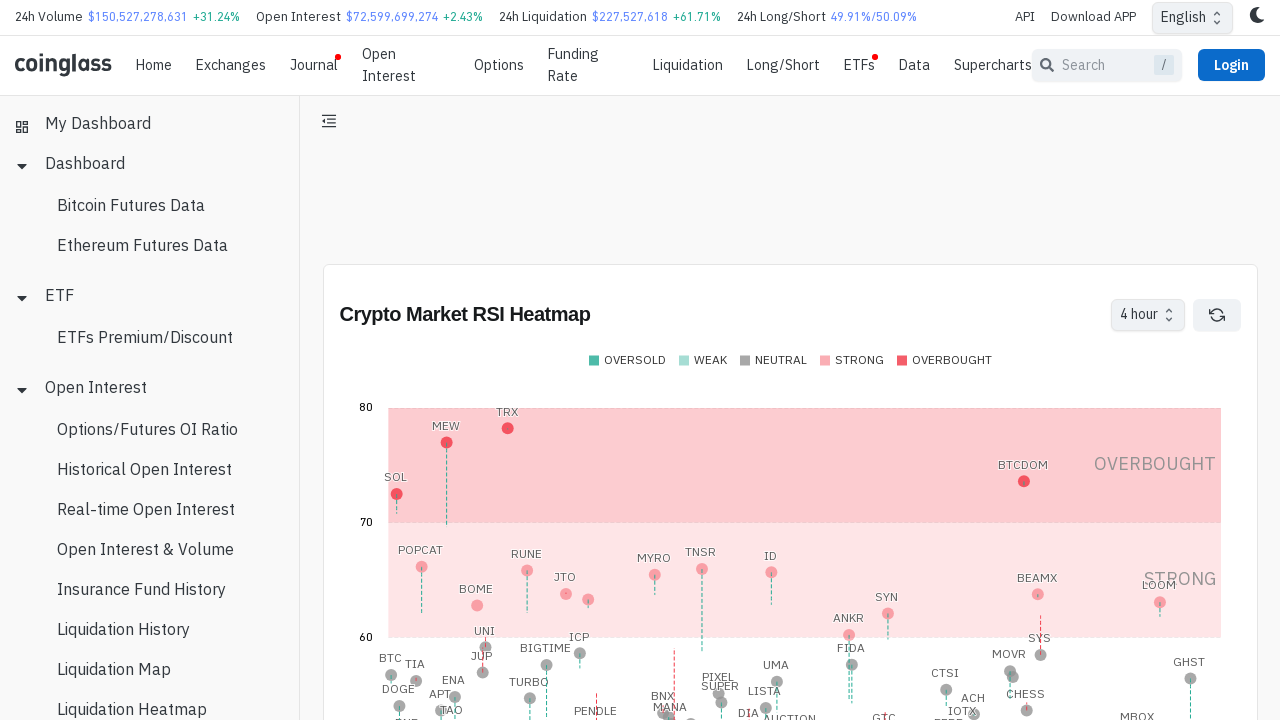 24h Volume $150,527,278,631 +31.24% Open Interest $72,599,699,274 +2.43% 24h Liquidation $227,527,618 +61.71% 24h Long/Short 49.91%/50.09% API Download APP English
coinglass Home Exchanges Journal Open Interest Options Funding Rate Liquidation Long/Short ETFs Data Supercharts Search / Login
My Dashboard
Dashboard
Bitcoin Futures Data
Ethereum Futures Data
ETF
ETFs Premium/Discount
Open Interest
Options/Futures OI Ratio
Historical Open Interest
Real-time Open Interest
Open Interest & Volume
Insurance Fund History
Liquidation History
Liquidation Map
Liquidation Heatmap
Crypto Market RSI Heatmap 4 hour
OVERSOLD WEAK NEUTRAL STRONG OVERBOUGHT
80
TRX
MEW
BTCDOM
OVERBOUGHT
SOL
70
POPCAT RUNE MYRO TNSR ID
BOME JTO BEAMX STRONG
LOOM
SYN
ANKR
60
UNI ICP SYS
BIGTIME FIDA
BTC TIA JUP UMA MOVR GHST
ENA TURBO PIXEL CTSI
DOGE APT SUPER LISTA CHESS
TAO PENDLE BNX MANA DIA ACH IOTX
AUCTION GTC MBOX